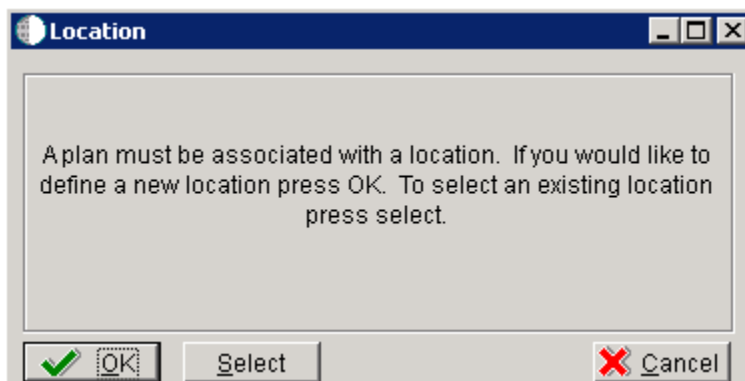 Location
A plan must be associated with a location. If you would like to
define a new location press OK. To select an existing location
press select.
OK Select Cancel